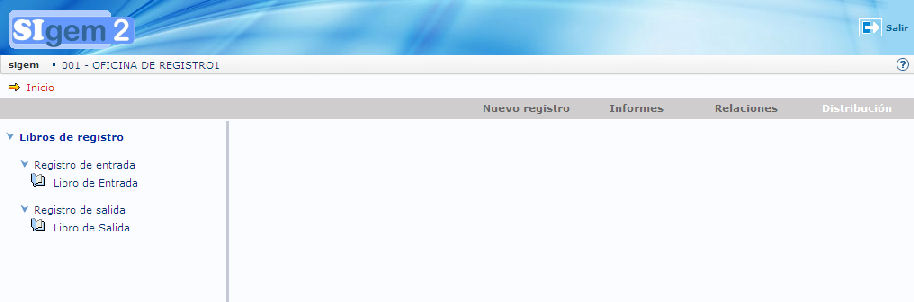 SIgem 2
Salir
sigem • 001 - OFICINA DE REGISTRO1
Inicio
Nuevo registro Informes Relaciones Distribución
Libros de registro
Registro de entrada
Libro de Entrada
Registro de salida
Libro de Salida